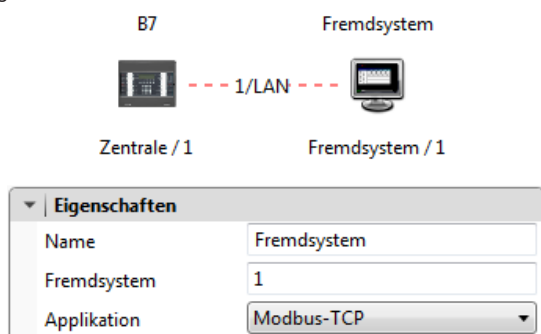 B7 Fremdsystem
1/LAN
Zentrale / 1 Fremdsystem / 1
Eigenschaften
Name Fremdsystem
Fremdsystem 1
Applikation Modbus-TCP